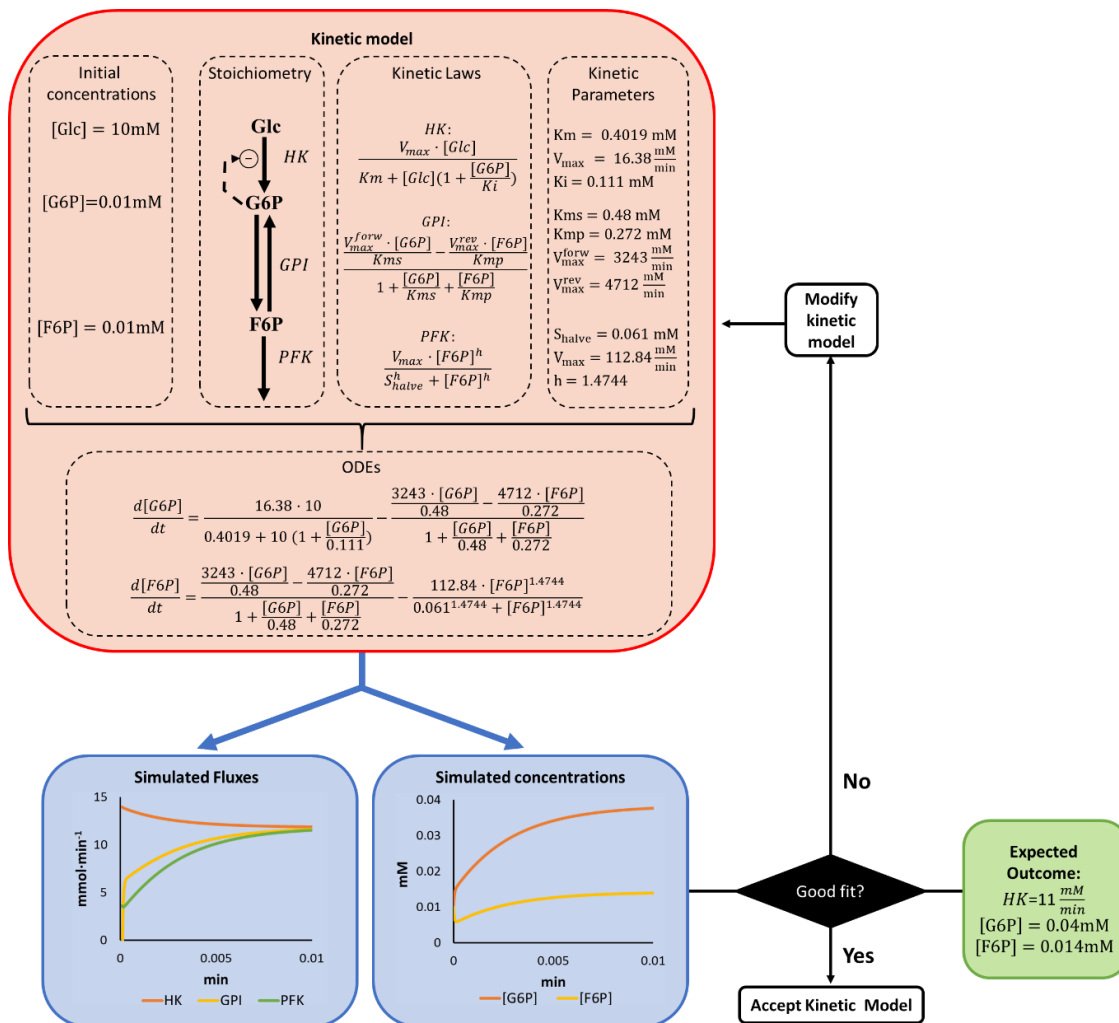 Kinetic model
Initial
concentrations
[Glc] = 10mM
[G6P]=0.01mM
[F6P] = 0.01mM
Stoichiometry
Glc
−
HK
G6P
GPI
F6P
PFK
Kinetic Laws
HK:
V_max · [Glc]
Km + [Glc](1 + [G6P]/Ki)
GPI:
V_max^forw · [G6P]/Kms − V_max^rev · [F6P]/Kmp
1 + [G6P]/Kms + [F6P]/Kmp
PFK:
V_max · [F6P]^h
S_halve^h + [F6P]^h
Kinetic
Parameters
Km = 0.4019 mM
V_max = 16.38 mM/min
Ki = 0.111 mM
Kms = 0.48 mM
Kmp = 0.272 mM
V_max^forw = 3243 mM/min
V_max^rev = 4712 mM/min
S_halve = 0.061 mM
V_max = 112.84 mM/min
h = 1.4744
ODEs
d[G6P]/dt = 16.38 · 10 / 0.4019 + 10 (1 + [G6P]/0.111) − 3243 · [G6P]/0.48 − 4712 · [F6P]/0.272 / 1 + [G6P]/0.48 + [F6P]/0.272
d[F6P]/dt = 3243 · [G6P]/0.48 − 4712 · [F6P]/0.272 / 1 + [G6P]/0.48 + [F6P]/0.272 − 112.84 · [F6P]^1.4744 / 0.061^1.4744 + [F6P]^1.4744
Modify
kinetic
model
Simulated Fluxes
mmol·min⁻¹
15
10
5
0
0
0.005
0.01
min
HK
GPI
PFK
Simulated concentrations
mM
0.04
0.03
0.02
0.01
0
0
0.005
0.01
min
[G6P]
[F6P]
No
Good fit?
Yes
Accept Kinetic Model
Expected
Outcome:
HK=11 mM/min
[G6P] = 0.04mM
[F6P] = 0.014mM